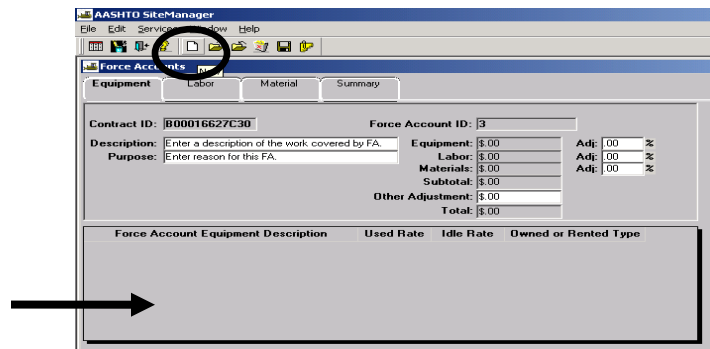 AASHTO SiteManager
File Edit Services Window Help
Force Accounts
Equipment Labor Material Summary
Contract ID: B00016627C30 Force Account ID: 3
Description: Enter a description of the work covered by FA. Equipment: $.00 Adj: .00 %
Purpose: Enter reason for this FA. Labor: $.00 Adj: .00 %
Materials: $.00 Adj: .00 %
Subtotal: $.00
Other Adjustment: $.00
Total: $.00
Force Account Equipment Description Used Rate Idle Rate Owned or Rented Type